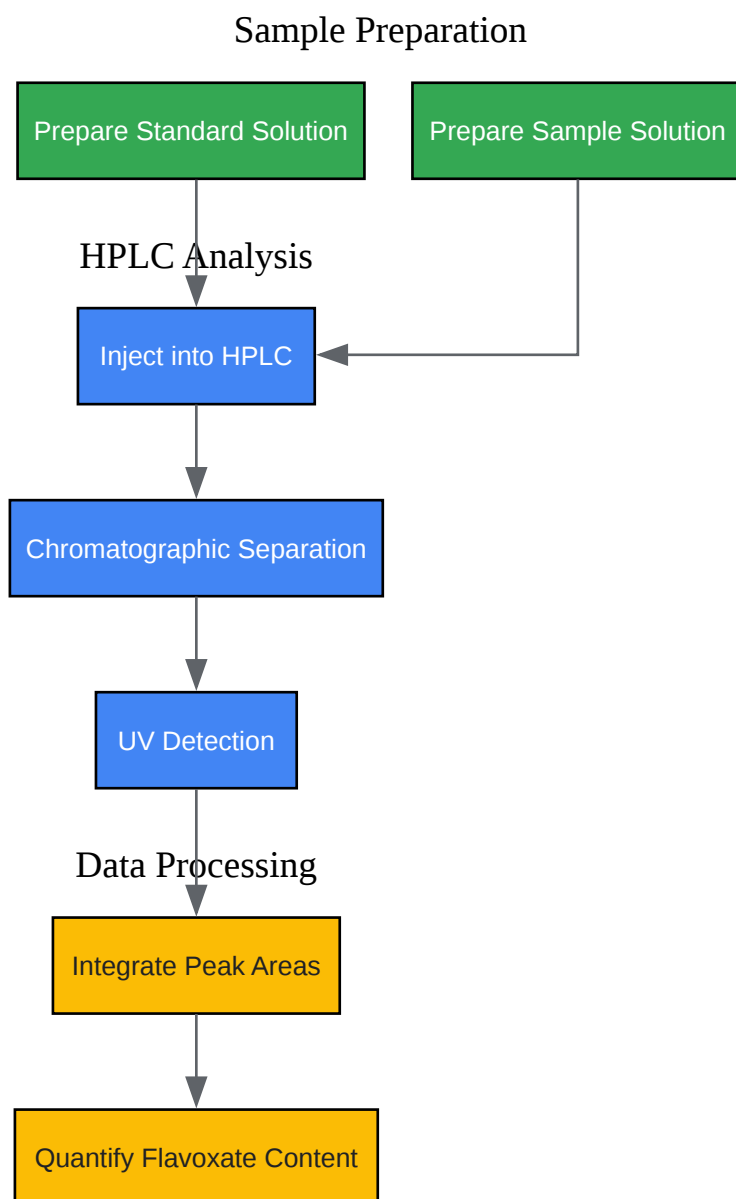 Sample Preparation
Prepare Standard Solution
Prepare Sample Solution
HPLC Analysis
Inject into HPLC
Chromatographic Separation
UV Detection
Data Processing
Integrate Peak Areas
Quantify Flavoxate Content